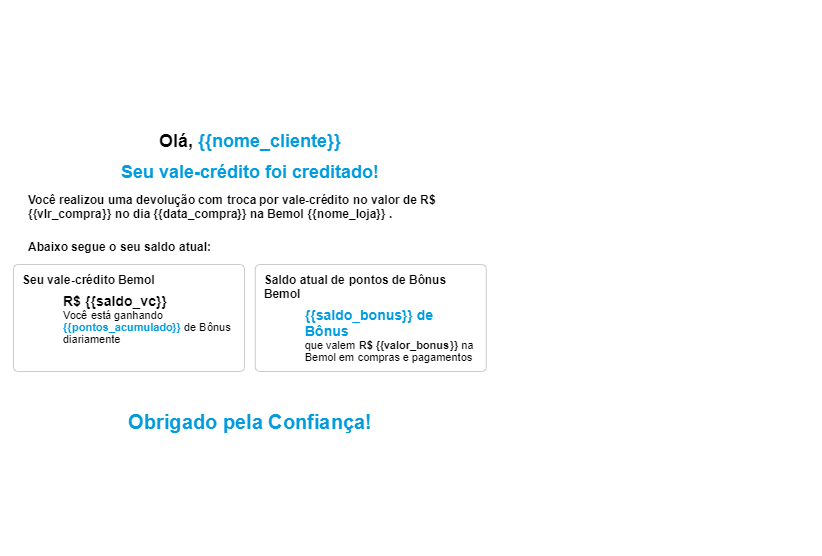 Olá, {{nome_cliente}}
Seu vale-crédito foi creditado!
Você realizou uma devolução com troca por vale-crédito no valor de R$
{{vlr_compra}} no dia {{data_compra}} na Bemol {{nome_loja}} .
Abaixo segue o seu saldo atual:
Seu vale-crédito Bemol
R$ {{saldo_vc}}
Você está ganhando
{{pontos_acumulado}} de Bônus
diariamente
Saldo atual de pontos de Bônus
Bemol
{{saldo_bonus}} de
Bônus
que valem R$ {{valor_bonus}} na
Bemol em compras e pagamentos
Obrigado pela Confiança!